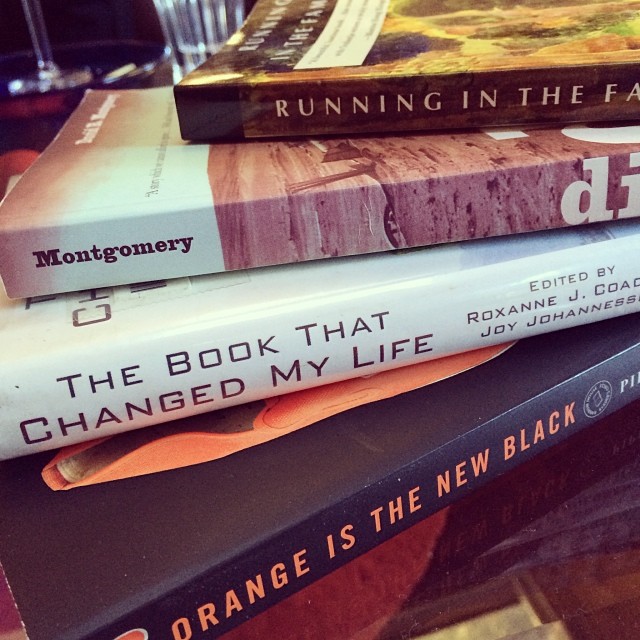 RUNNING IN THE FA
Montgomery
di
THE BOOK THAT
CHANGED MY LIFE
EDITED BY
ROXANNE J. COAD
JOY JOHANNESS
ORANGE IS THE NEW BLACK